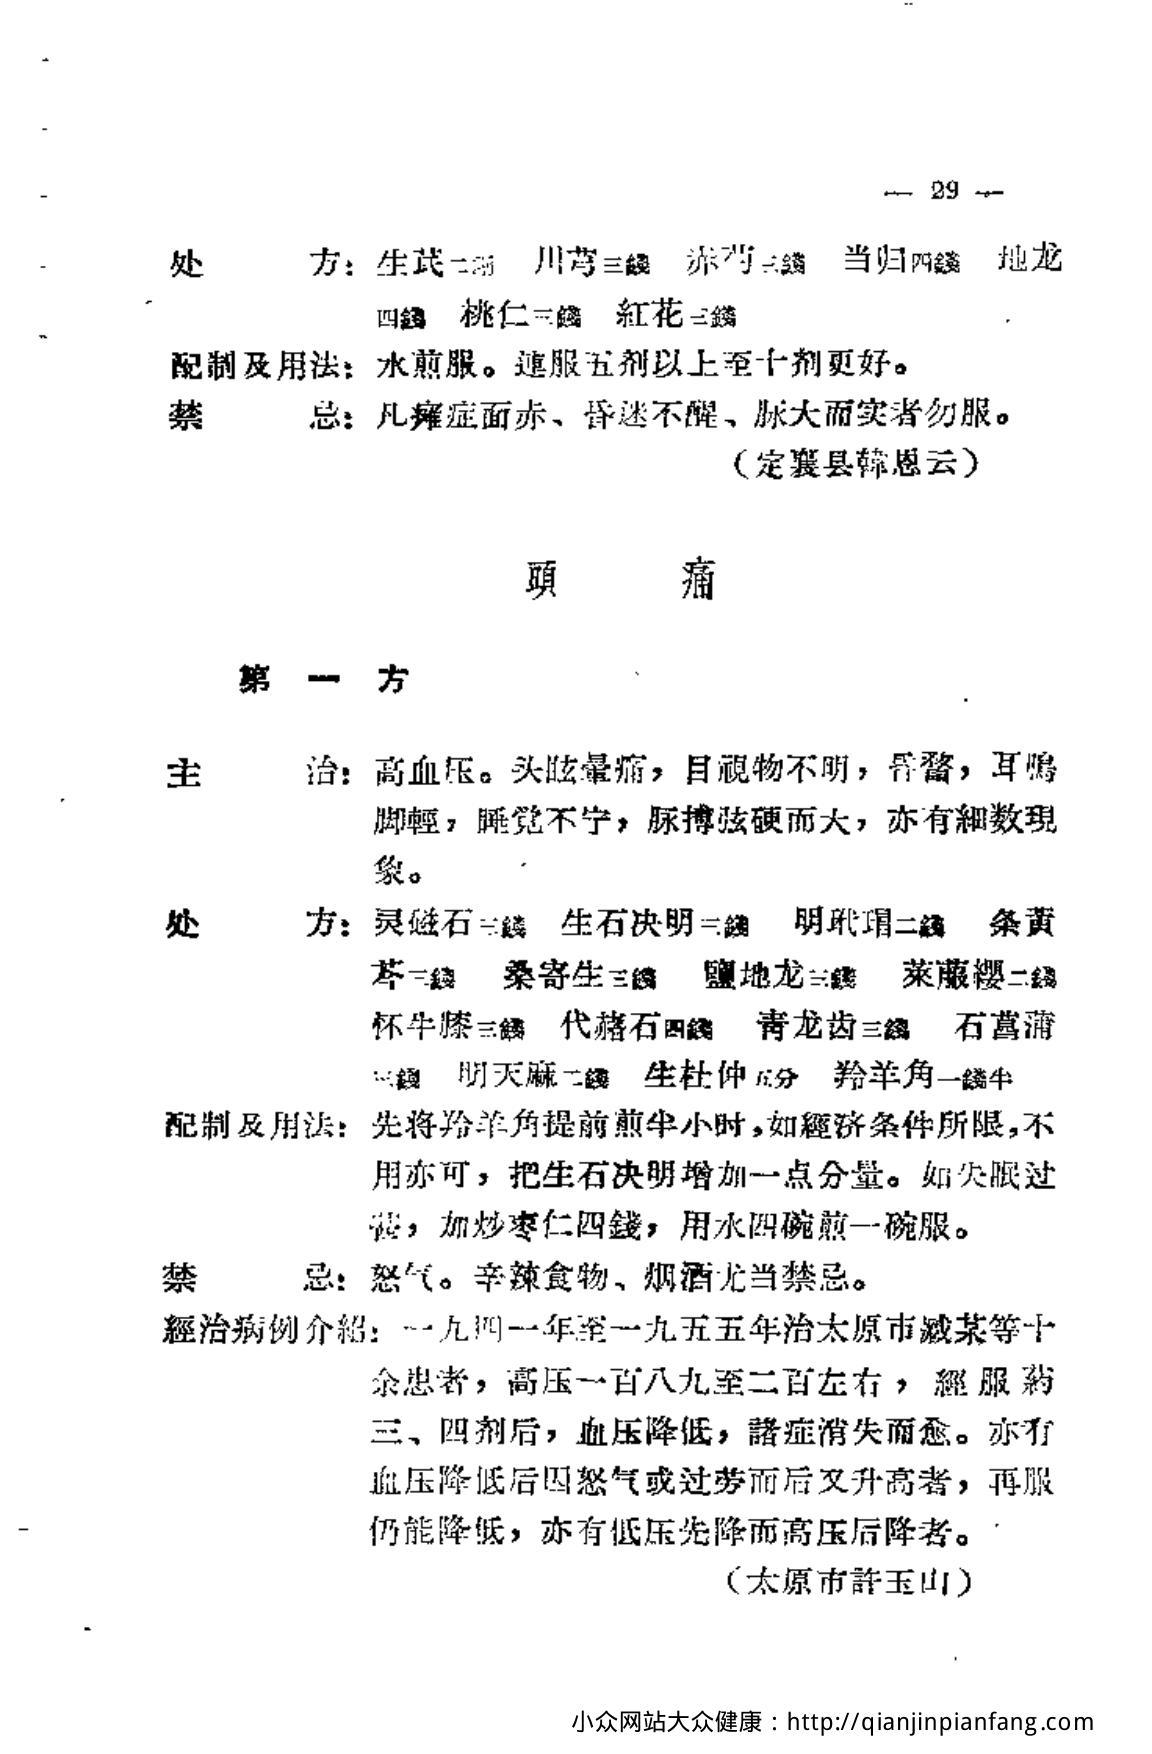 — 29 —
处　　方：生芪二两　川芎三錢　赤芍三錢　当归四錢　地龙
四錢　桃仁三錢　紅花三錢
配制及用法：水煎服。連服五剂以上至十剂更好。
禁　　忌：凡瘫症面赤、昏迷不醒、脉大而实者勿服。
（定襄县韓恩云）
頭　　痛
第　一　方
主　　治：高血压。头眩暈痛，目視物不明，昏瞀，耳鳴
脚輕，睡觉不宁，脉搏弦硬而大，亦有細数現
象。
处　　方：灵磁石三錢　生石决明三錢　明玳瑁二錢　条黄
芩三錢　桑寄生三錢　鹽地龙三錢　萊菔纓二錢
怀牛膝三錢　代赭石四錢　青龙齿三錢　石菖蒲
三錢　明天麻二錢　生杜仲五分　羚羊角一錢半
配制及用法：先将羚羊角提前煎半小时，如經济条件所限，不
用亦可，把生石决明增加一点分量。如失眠过
甚，加炒枣仁四錢，用水四碗煎一碗服。
禁　　忌：怒气。辛辣食物、烟酒尤当禁忌。
經治病例介紹：一九四一年至一九五五年治太原市臧某等十
余患者，高压一百八九至二百左右，經服药
三、四剂后，血压降低，諸症消失而愈。亦有
血压降低后因怒气或过劳而后又升高者，再服
仍能降低，亦有低压先降而高压后降者。
（太原市許玉山）
小众网站大众健康：http://qianjinpianfang.com